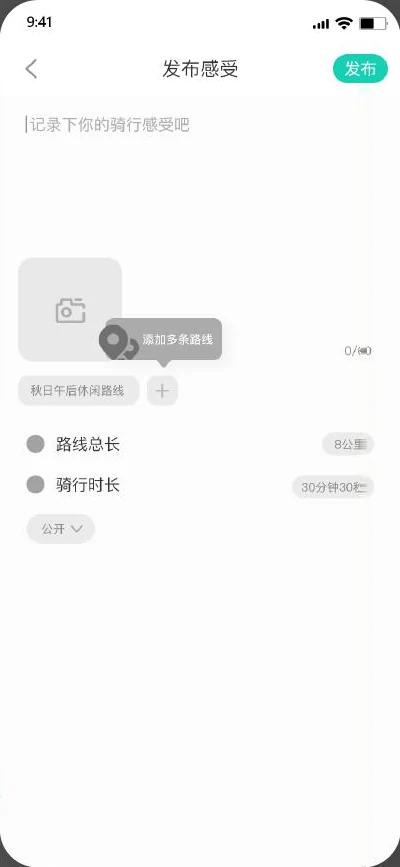 9:41
发布感受
发布
记录下你的骑行感受吧
添加多条路线
0/
秋日午后休闲路线
路线总长
8公里
骑行时长
30分钟30秒
公开